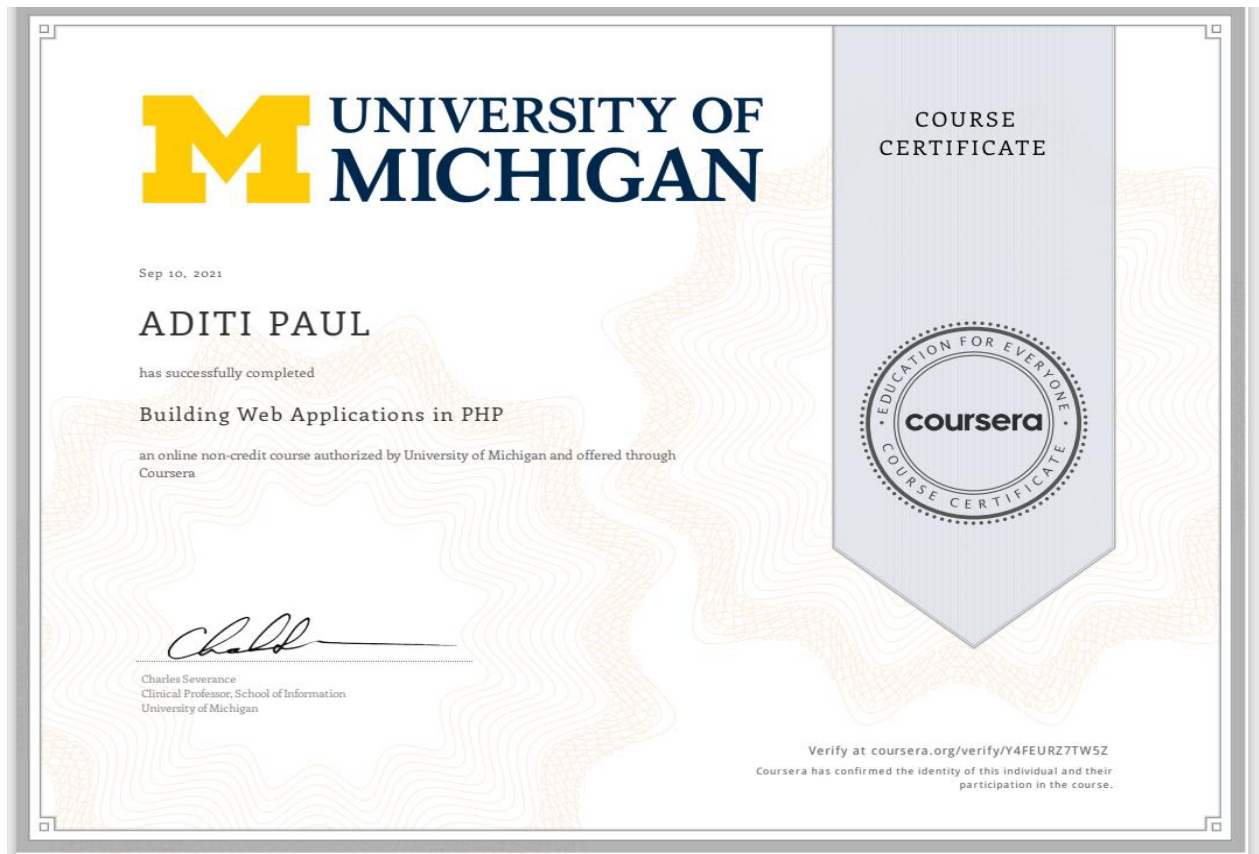 UNIVERSITY OF
MICHIGAN
COURSE
CERTIFICATE
Sep 10, 2021
ADITI PAUL
has successfully completed
Building Web Applications in PHP
an online non-credit course authorized by University of Michigan and offered through
Coursera
EDUCATION FOR EVERYONE
coursera
COURSE CERTIFICATE
Charles Severance
Clinical Professor, School of Information
University of Michigan
Verify at coursera.org/verify/Y4FEURZ7TW5Z
Coursera has confirmed the identity of this individual and their
participation in the course.